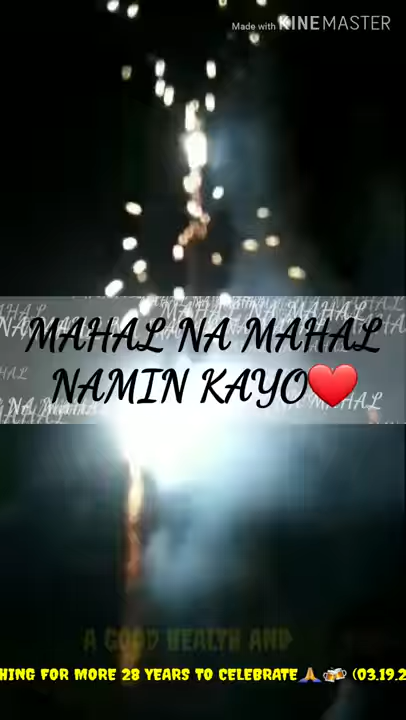 Made with KINEMASTER
MAHAL NA MAHAL
NAMIN KAYO❤️
A GOOD HEALTH AND
HING FOR MORE 28 YEARS TO CELEBRATE🙏🍻 (03.19.2